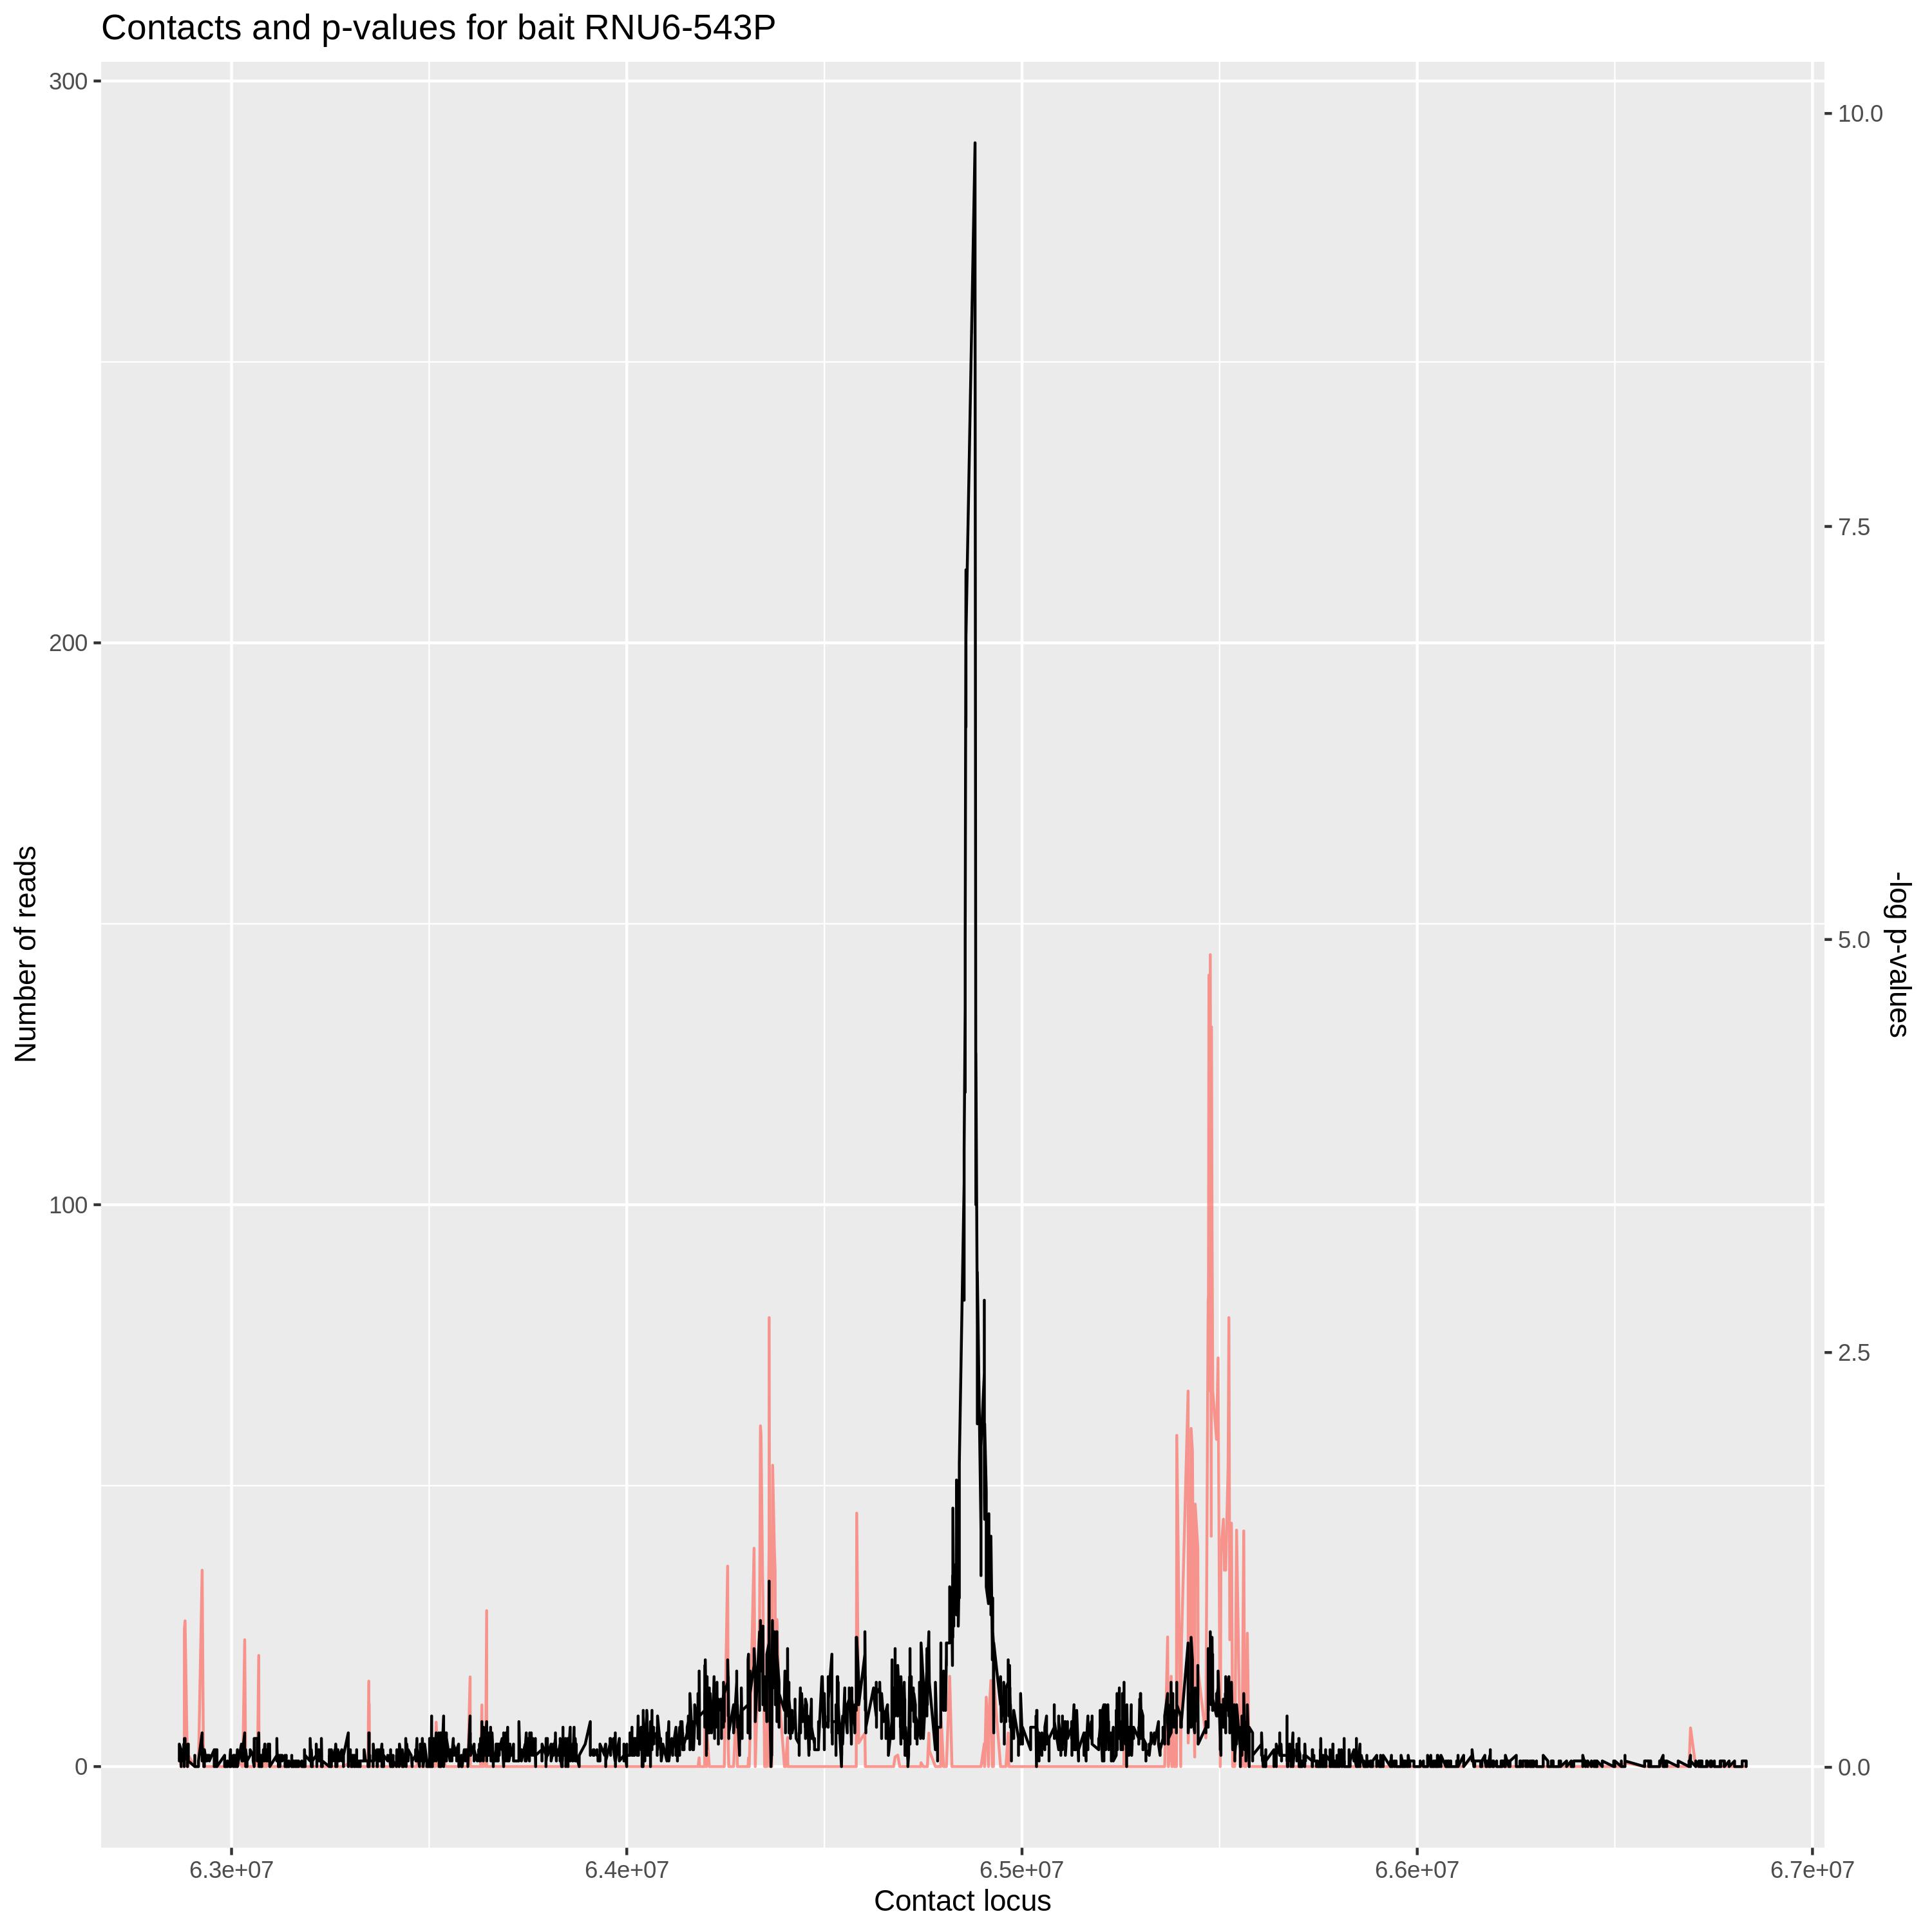 Contacts and p-values for bait RNU6-543P
300
200
100
0
Number of reads
10.0
7.5
5.0
2.5
0.0
-log p-values
6.3e+07
6.4e+07
6.5e+07
6.6e+07
6.7e+07
Contact locus